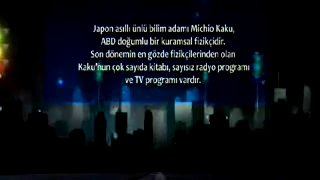 Japon asıllı ünlü bilim adamı Michio Kaku,
ABD doğumlu bir kuramsal fizikçidir.
Son dönemin en gözde fizikçilerinden olan
Kaku'nun çok sayıda kitabı, sayısız radyo programı
ve TV programı vardır.